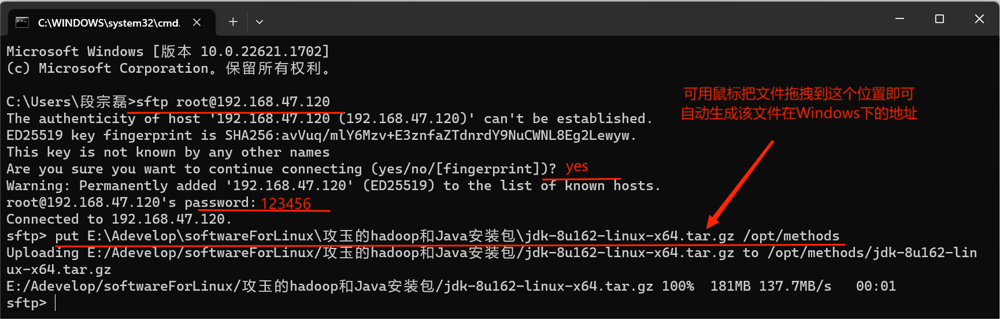 C:\WINDOWS\system32\cmd.
Microsoft Windows [版本 10.0.22621.1702]
(c) Microsoft Corporation。保留所有权利。
可用鼠标把文件拖拽到这个位置即可
自动生成该文件在Windows下的地址
C:\Users\段宗磊>sftp root@192.168.47.120
The authenticity of host '192.168.47.120 (192.168.47.120)' can't be established.
ED25519 key fingerprint is SHA256:avVuq/mlY6Mzv+E3znfaZTdnrdY9NuCWNL8Eg2Lewyw.
This key is not known by any other names
Are you sure you want to continue connecting (yes/no/[fingerprint])? yes
Warning: Permanently added '192.168.47.120' (ED25519) to the list of known hosts.
root@192.168.47.120's password: 123456
Connected to 192.168.47.120.
sftp> put E:\Adevelop\softwareForLinux\攻玉的hadoop和Java安装包\jdk-8u162-linux-x64.tar.gz /opt/methods
Uploading E:/Adevelop/softwareForLinux/攻玉的hadoop和Java安装包/jdk-8u162-linux-x64.tar.gz to /opt/methods/jdk-8u162-lin
ux-x64.tar.gz
E:/Adevelop/softwareForLinux/攻玉的hadoop和Java安装包/jdk-8u162-linux-x64.tar.gz 100%  181MB 137.7MB/s   00:01
sftp>